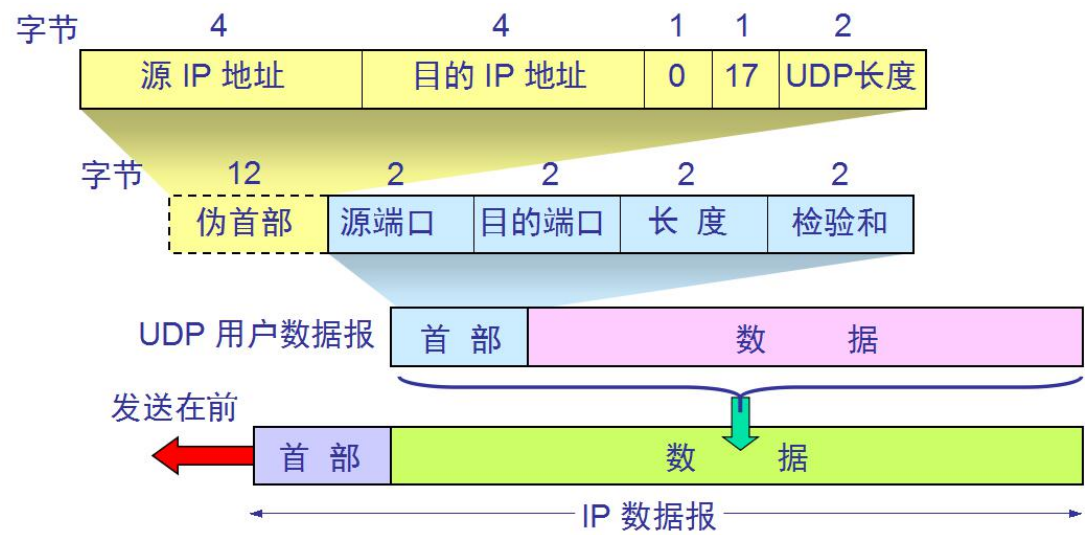 字节 4 4 1 1 2
源 IP 地址 目的 IP 地址 0 17 UDP长度
字节 12 2 2 2 2
伪首部 源端口 目的端口 长 度 检验和
UDP 用户数据报 首 部 数 据
发送在前
首 部 数 据
IP 数据报